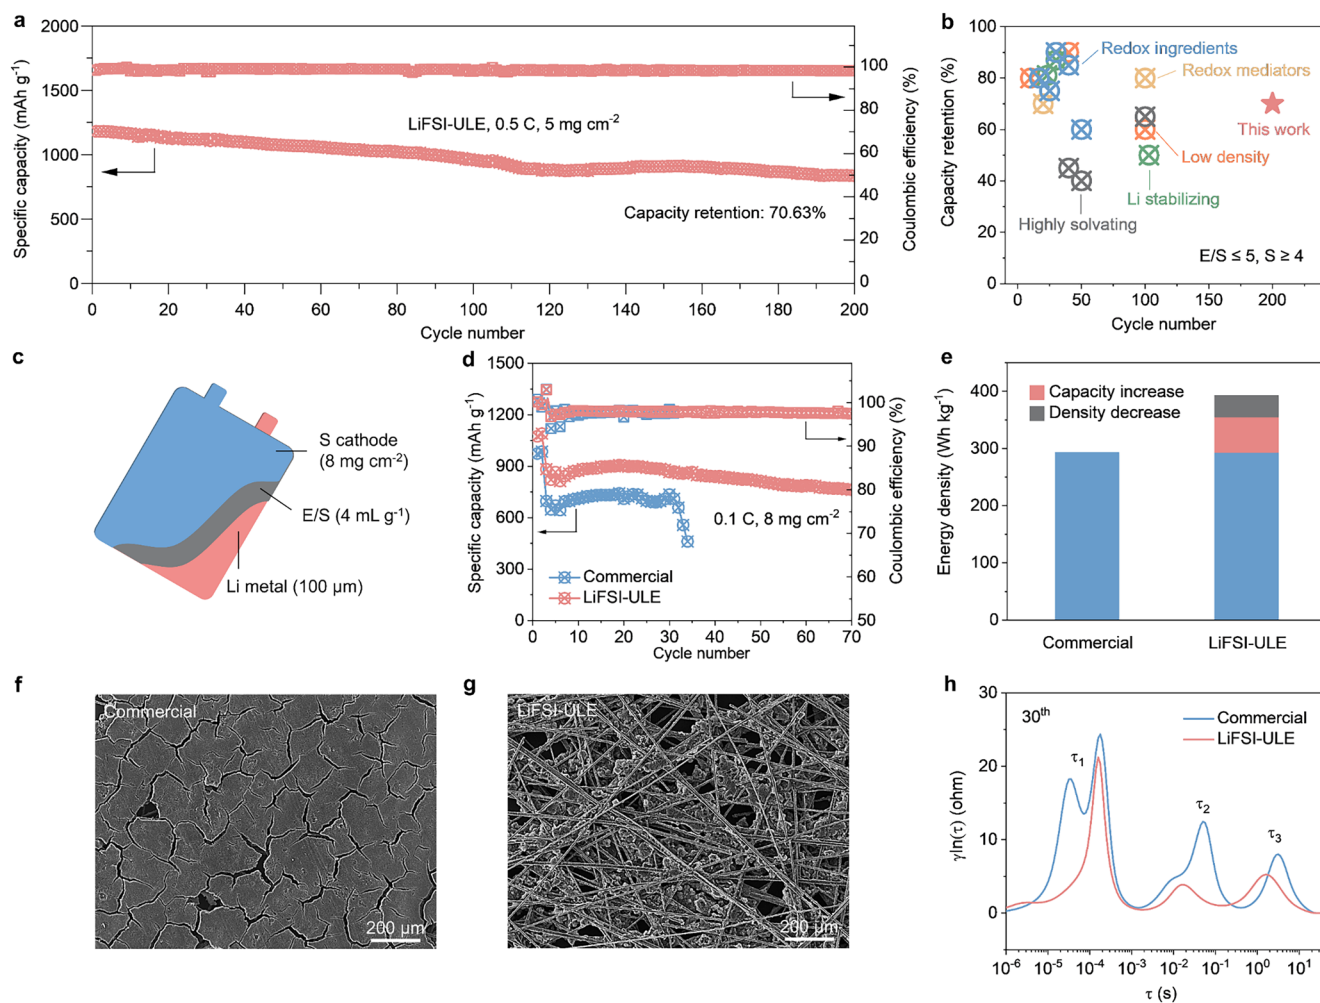 a
2000
1500
1000
500
0
Specific capacity (mAh g⁻¹)
100
80
60
40
20
0
Coulombic efficiency (%)
LiFSI-ULE, 0.5 C, 5 mg cm⁻²
Capacity retention: 70.63%
0 20 40 60 80 100 120 140 160 180 200
Cycle number
b
100
80
60
40
20
0
Capacity retention (%)
Redox ingredients
Redox mediators
This work
Low density
Li stabilizing
Highly solvating
E/S ≤ 5, S ≥ 4
0 50 100 150 200
Cycle number
c
S cathode
(8 mg cm⁻²)
E/S (4 mL g⁻¹)
Li metal (100 μm)
d
1500
1200
900
600
300
0
Specific capacity (mAh g⁻¹)
100
90
80
70
60
50
Coulombic efficiency (%)
0.1 C, 8 mg cm⁻²
Commercial
LiFSI-ULE
0 10 20 30 40 50 60 70
Cycle number
e
400
300
200
100
0
Energy density (Wh kg⁻¹)
Capacity increase
Density decrease
Commercial LiFSI-ULE
f
Commercial
200 μm
g
LiFSI-ULE
200 μm
h
30
20
10
0
γln(τ) (ohm)
30th
Commercial
LiFSI-ULE
τ1
τ2
τ3
10⁻⁶ 10⁻⁵ 10⁻⁴ 10⁻³ 10⁻² 10⁻¹ 10⁰ 10¹
τ (s)